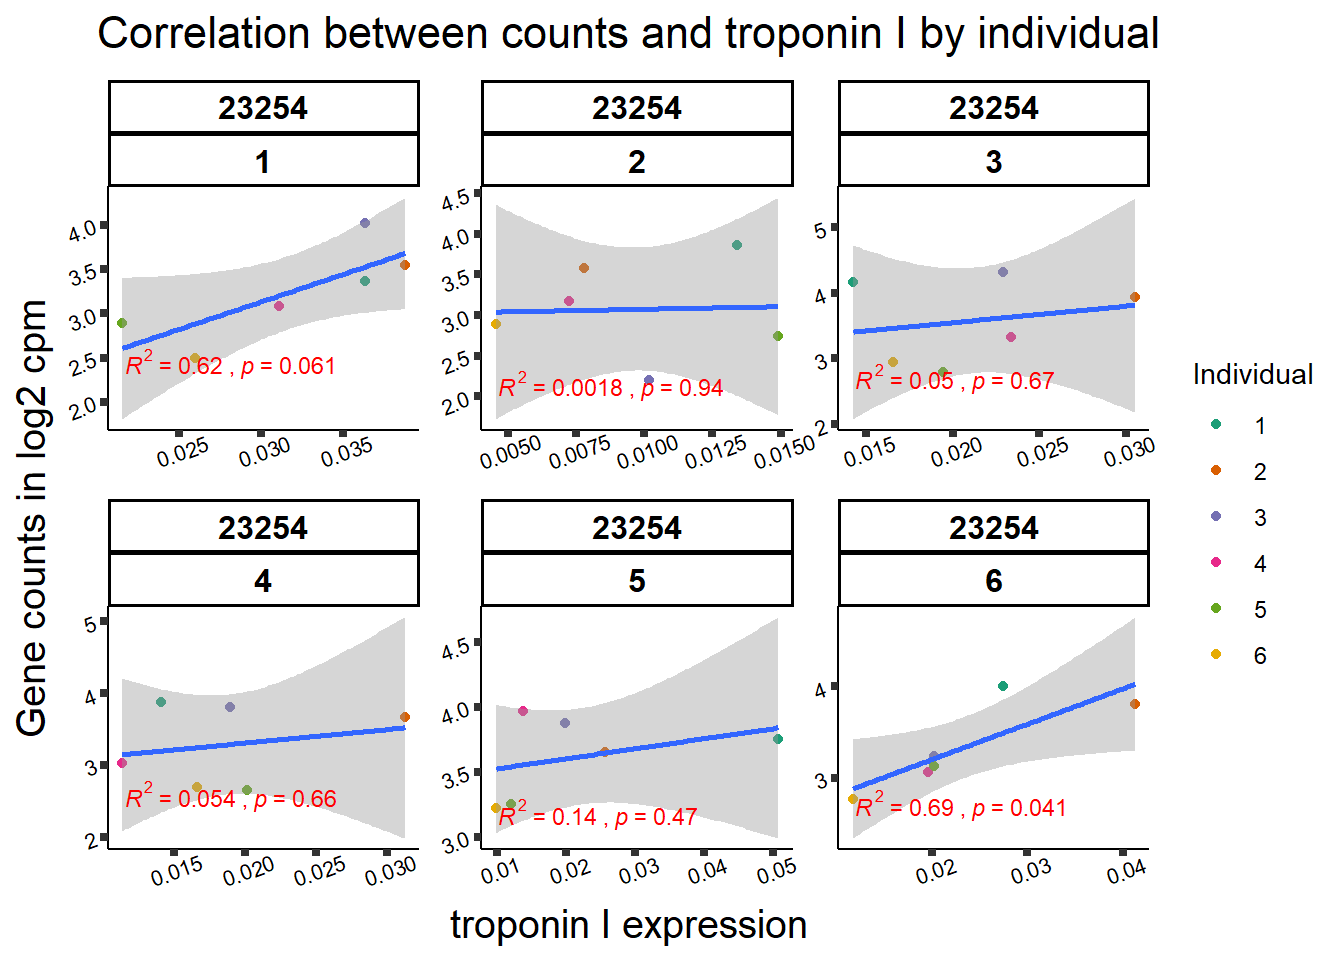 Correlation between counts and troponin I by individual
23254
1
4.0
3.5
3.0
2.5
2.0
R2 = 0.62 , p = 0.061
0.025 0.030 0.035
23254
2
4.5
4.0
3.5
3.0
2.5
2.0
R2 = 0.0018 , p = 0.94
0.0050 0.0075 0.0100 0.0125 0.0150
23254
3
5
4
3
2
R2 = 0.05 , p = 0.67
0.015 0.020 0.025 0.030
23254
4
5
4
3
2
R2 = 0.054 , p = 0.66
0.015 0.020 0.025 0.030
23254
5
4.5
4.0
3.5
3.0
R2 = 0.14 , p = 0.47
0.01 0.02 0.03 0.04 0.05
23254
6
4
3
R2 = 0.69 , p = 0.041
0.02 0.03 0.04
Gene counts in log2 cpm
troponin I expression
Individual
1
2
3
4
5
6